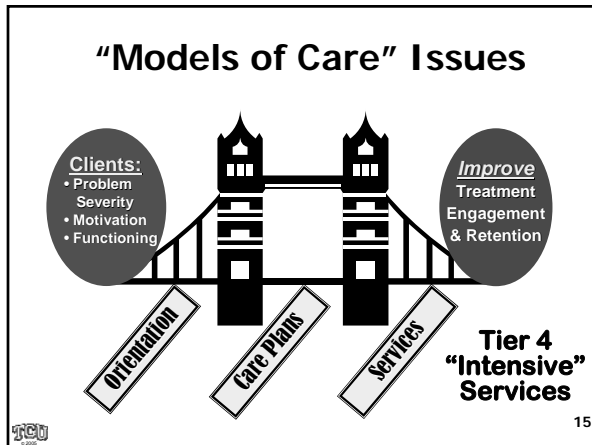 “Models of Care” Issues
Clients:
• Problem
Severity
• Motivation
• Functioning
Improve
Treatment
Engagement
& Retention
Orientation
Care Plans
Services
Tier 4
“Intensive”
Services
TCU
© 2005
15